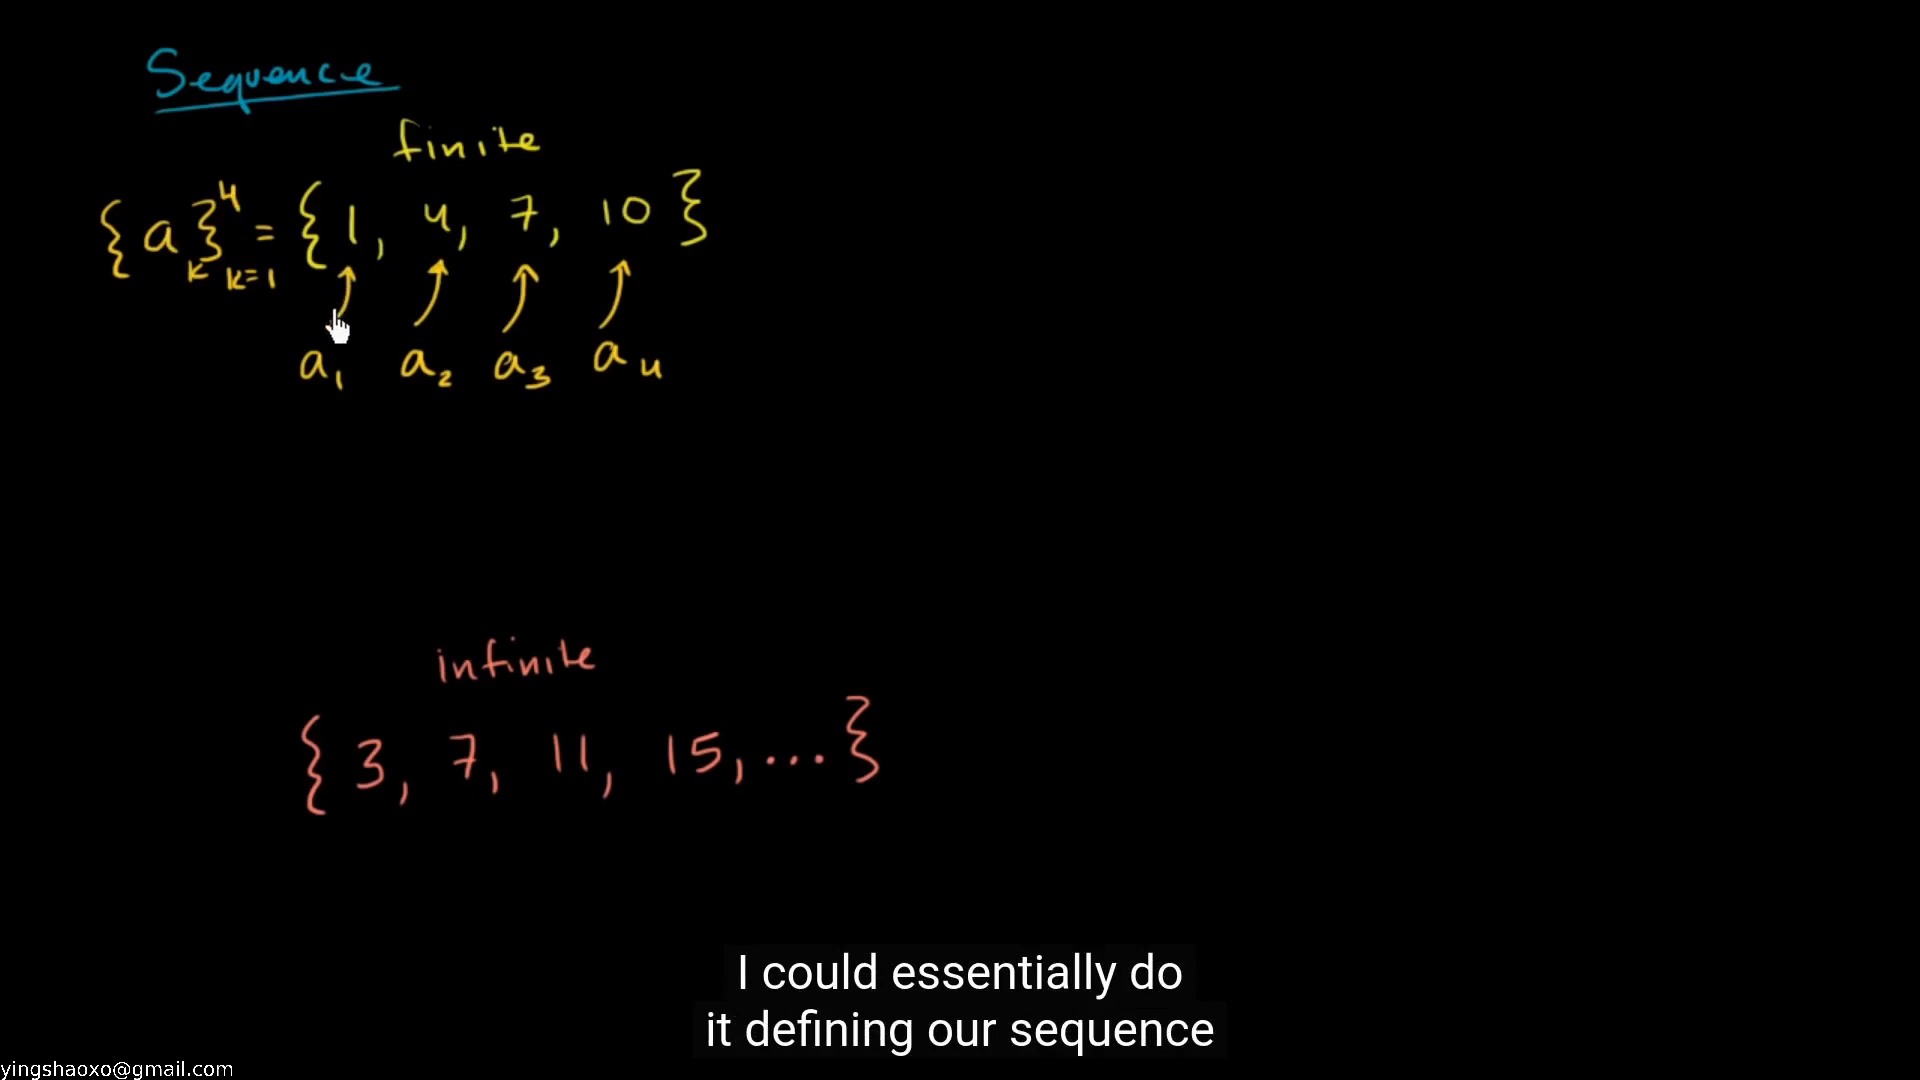 Sequence
finite
{a_k}^4_{k=1} = {1, 4, 7, 10}
a_1 a_2 a_3 a_4
infinite
{3, 7, 11, 15, ...}
I could essentially do
it defining our sequence
yingshaoxo@gmail.com